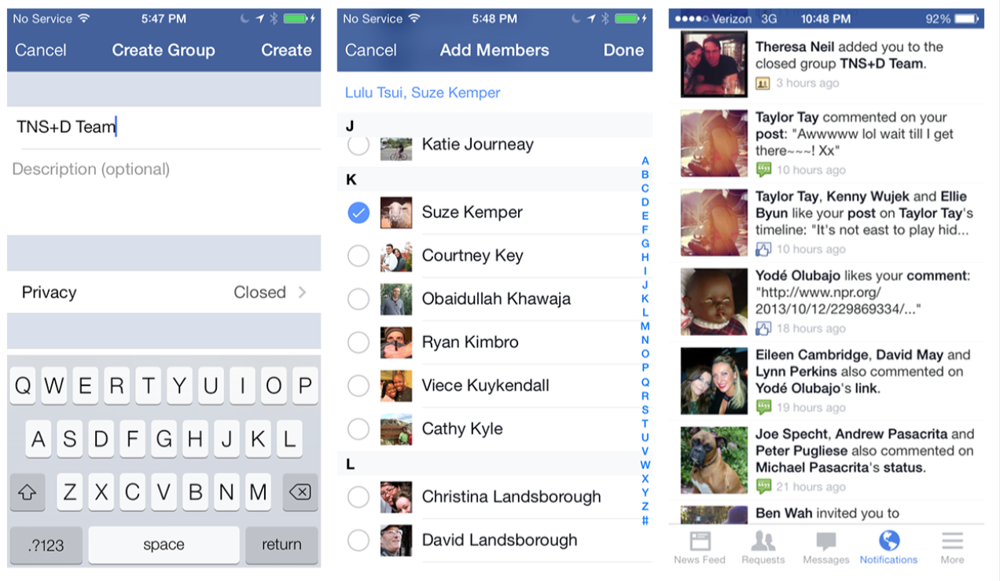 No Service 5:47 PM
Cancel Create Group Create
TNS+D Team
Description (optional)
Privacy Closed
Q W E R T Y U I O P
A S D F G H J K L
Z X C V B N M
.?123 space return
No Service 5:48 PM
Cancel Add Members Done
Lulu Tsui, Suze Kemper
J
Katie Journeay
K
Suze Kemper
Courtney Key
Obaidullah Khawaja
Ryan Kimbro
Viece Kuykendall
Cathy Kyle
L
Christina Landsborough
David Landsborough
A
B
C
D
E
F
G
H
I
J
K
L
M
N
O
P
Q
R
S
T
U
V
W
X
Y
Z
#
Verizon 3G 10:48 PM 92%
Theresa Neil added you to the
closed group TNS+D Team.
3 hours ago
Taylor Tay commented on your
post: "Awwwww lol wait till I get
there~~~! Xx"
10 hours ago
Taylor Tay, Kenny Wujek and Ellie
Byun like your post on Taylor Tay's
timeline: "It's not east to play hid...
10 hours ago
Yodé Olubajo likes your comment:
"http://www.npr.org/
2013/10/12/229869334/..."
18 hours ago
Eileen Cambridge, David May and
Lynn Perkins also commented on
Yodé Olubajo's link.
19 hours ago
Joe Specht, Andrew Pasacrita and
Peter Pugliese also commented on
Michael Pasacrita's status.
21 hours ago
Ben Wah invited you to
News Feed Requests Messages Notifications More